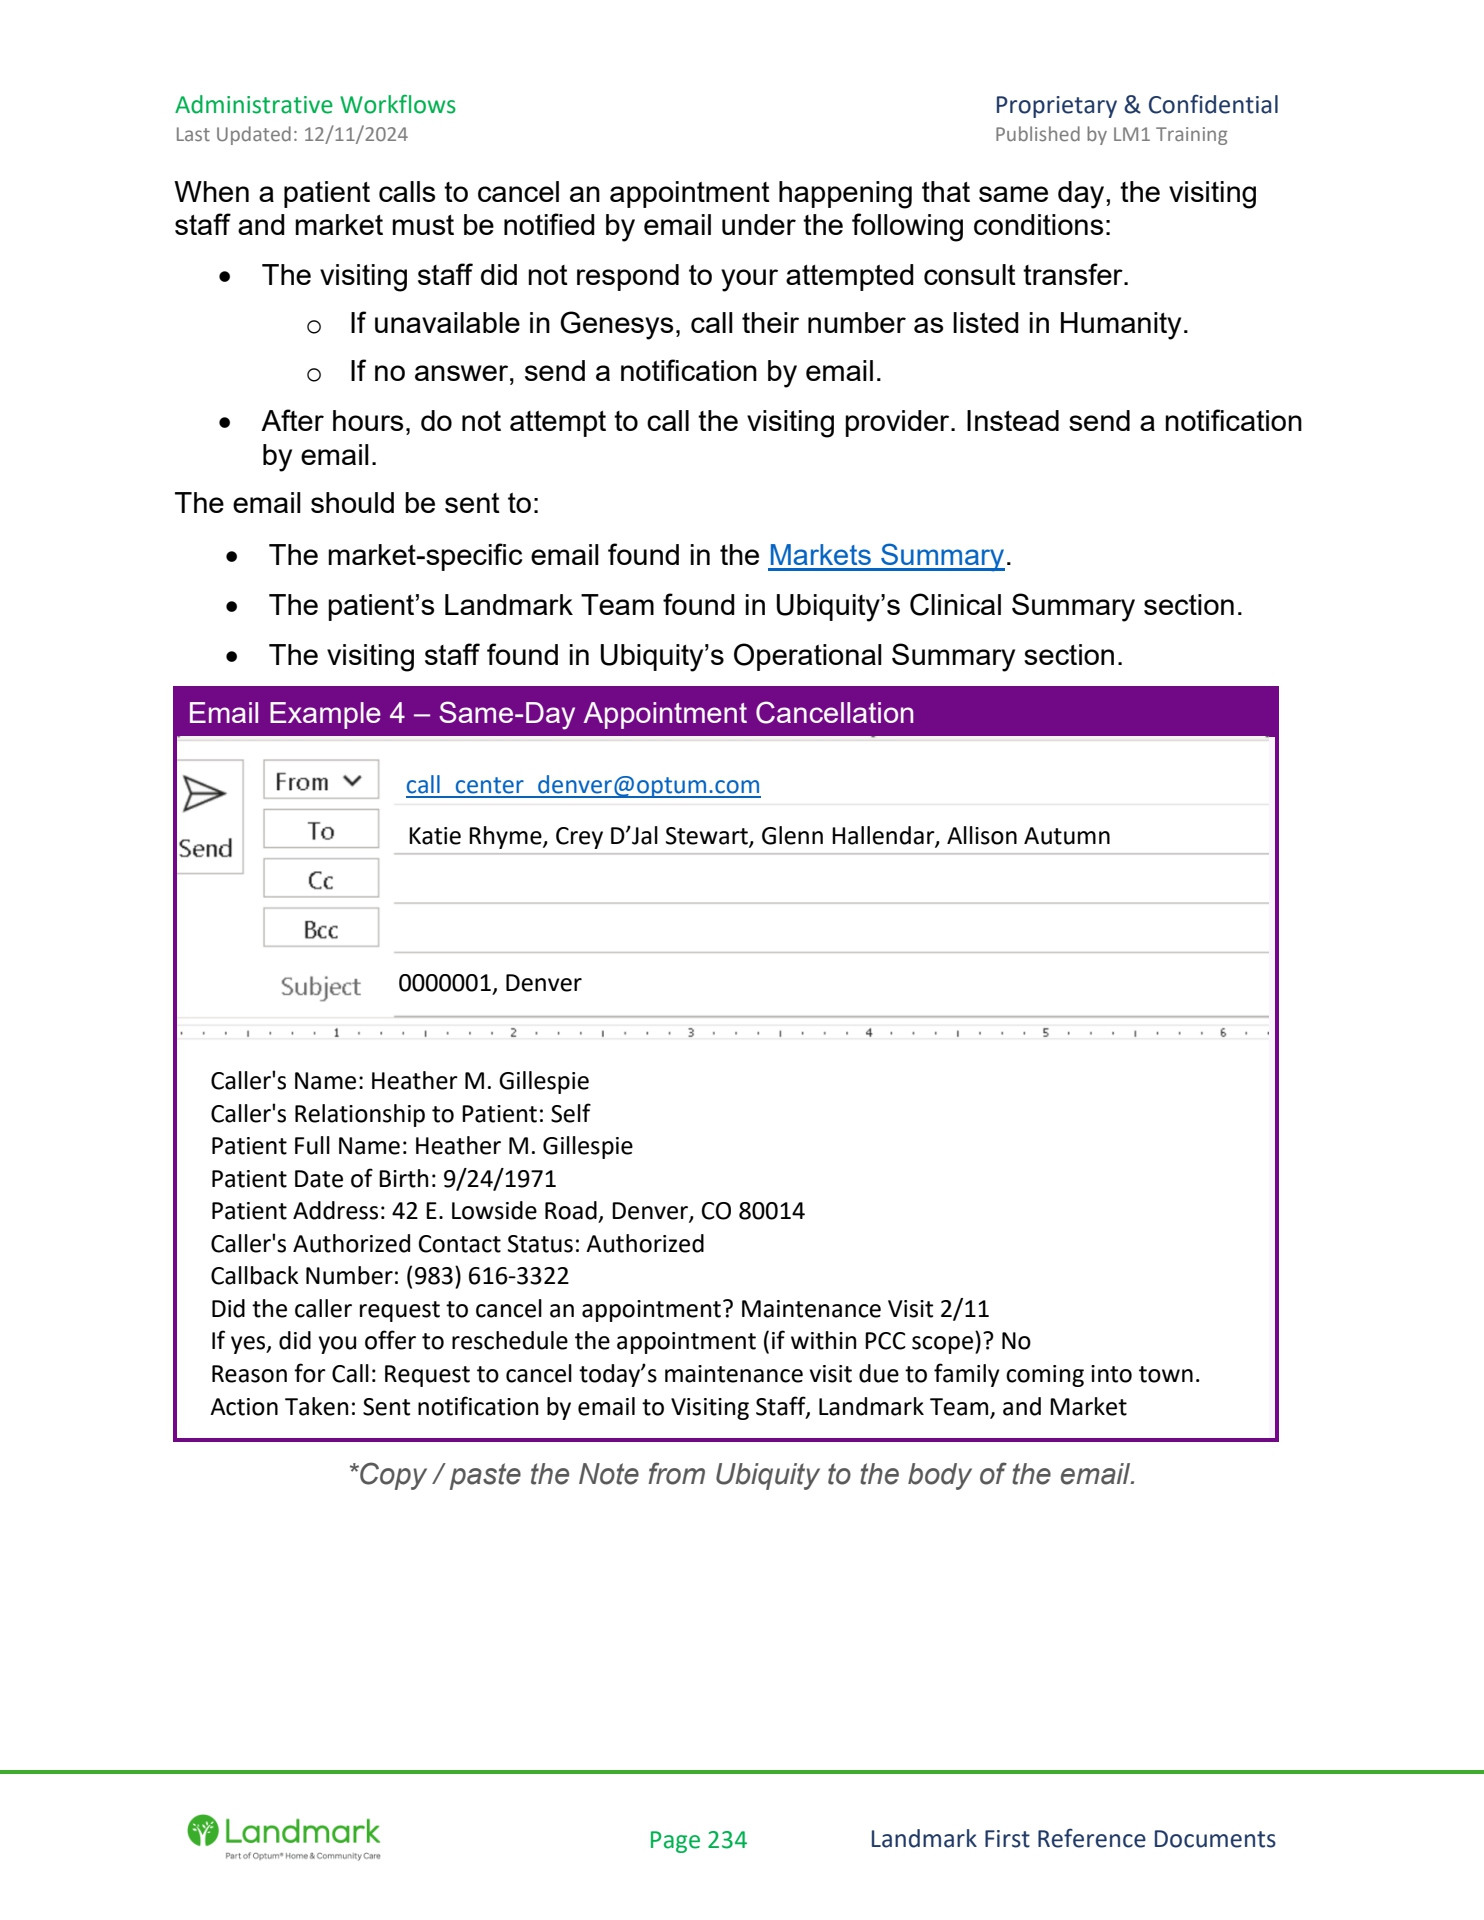 Administrative Workflows
Proprietary & Confidential
Last Updated: 12/11/2024
Published by LM1 Training
When a patient calls to cancel an appointment happening that same day, the visiting
staff and market must be notified by email under the following conditions:
• The visiting staff did not respond to your attempted consult transfer.
o If unavailable in Genesys, call their number as listed in Humanity.
o If no answer, send a notification by email.
• After hours, do not attempt to call the visiting provider. Instead send a notification
by email.
The email should be sent to:
• The market-specific email found in the Markets Summary.
• The patient’s Landmark Team found in Ubiquity’s Clinical Summary section.
• The visiting staff found in Ubiquity’s Operational Summary section.
Email Example 4 – Same-Day Appointment Cancellation
Send
From
call_center_denver@optum.com
To
Katie Rhyme, Crey D’Jal Stewart, Glenn Hallendar, Allison Autumn
Cc
Bcc
Subject
0000001, Denver
1 2 3 4 5 6
Caller's Name: Heather M. Gillespie
Caller's Relationship to Patient: Self
Patient Full Name: Heather M. Gillespie
Patient Date of Birth: 9/24/1971
Patient Address: 42 E. Lowside Road, Denver, CO 80014
Caller's Authorized Contact Status: Authorized
Callback Number: (983) 616-3322
Did the caller request to cancel an appointment? Maintenance Visit 2/11
If yes, did you offer to reschedule the appointment (if within PCC scope)? No
Reason for Call: Request to cancel today’s maintenance visit due to family coming into town.
Action Taken: Sent notification by email to Visiting Staff, Landmark Team, and Market
*Copy / paste the Note from Ubiquity to the body of the email.
Landmark
Part of Optum® Home & Community Care
Page 234
Landmark First Reference Documents